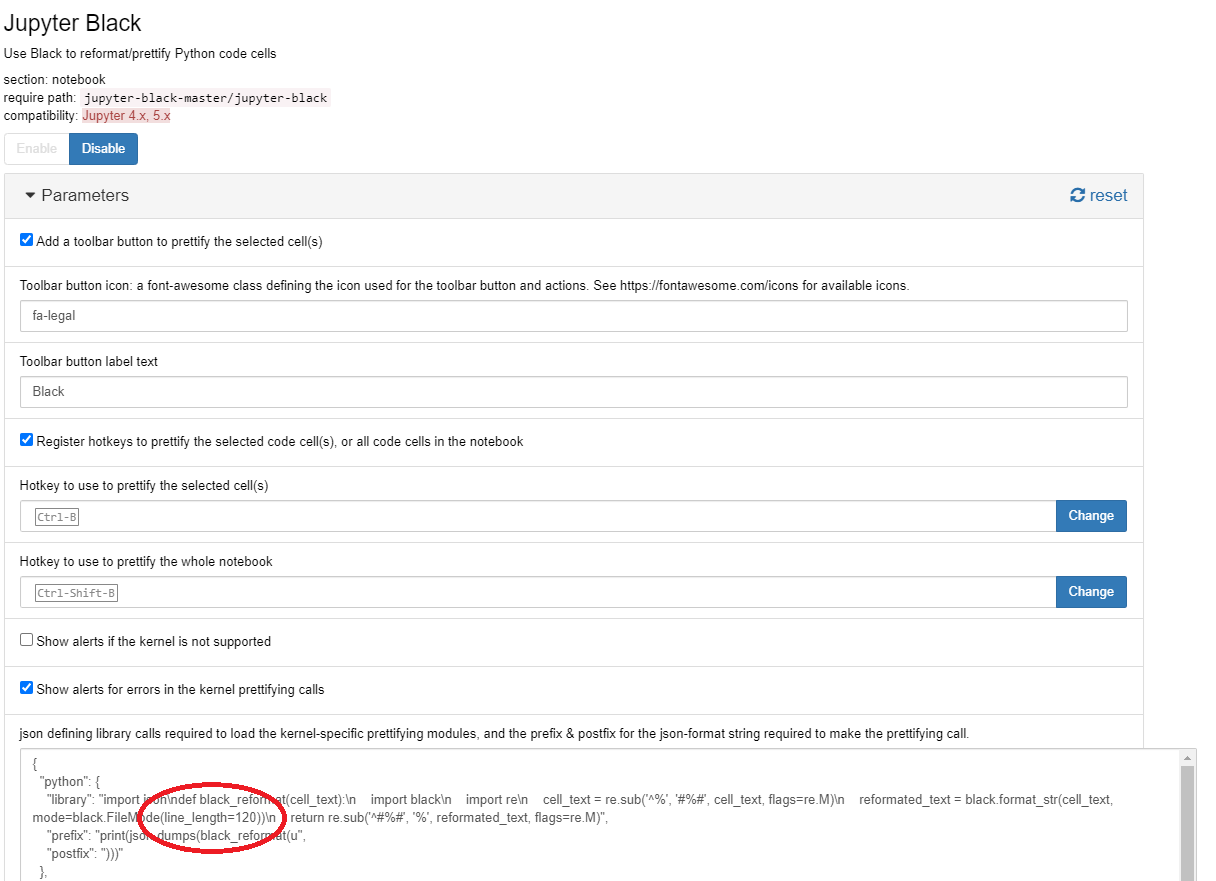 Jupyter Black
Use Black to reformat/prettify Python code cells
section: notebook
require path: jupyter-black-master/jupyter-black
compatibility: Jupyter 4.x, 5.x
Enable Disable
Parameters reset
Add a toolbar button to prettify the selected cell(s)
Toolbar button icon: a font-awesome class defining the icon used for the toolbar button and actions. See https://fontawesome.com/icons for available icons.
fa-legal
Toolbar button label text
Black
Register hotkeys to prettify the selected code cell(s), or all code cells in the notebook
Hotkey to use to prettify the selected cell(s)
Ctrl-B Change
Hotkey to use to prettify the whole notebook
Ctrl-Shift-B Change
Show alerts if the kernel is not supported
Show alerts for errors in the kernel prettifying calls
json defining library calls required to load the kernel-specific prettifying modules, and the prefix & postfix for the json-format string required to make the prettifying call.
{
"python": {
"library": "import json\ndef black_reformat(cell_text):\n    import black\n    import re\n    cell_text = re.sub('^%', '#%#', cell_text, flags=re.M)\n    reformated_text = black.format_str(cell_text,
mode=black.FileMode(line_length=120))\n    return re.sub('^#%#', '%', reformated_text, flags=re.M)",
"prefix": "print(json.dumps(black_reformat(u",
"postfix": ")))"
},